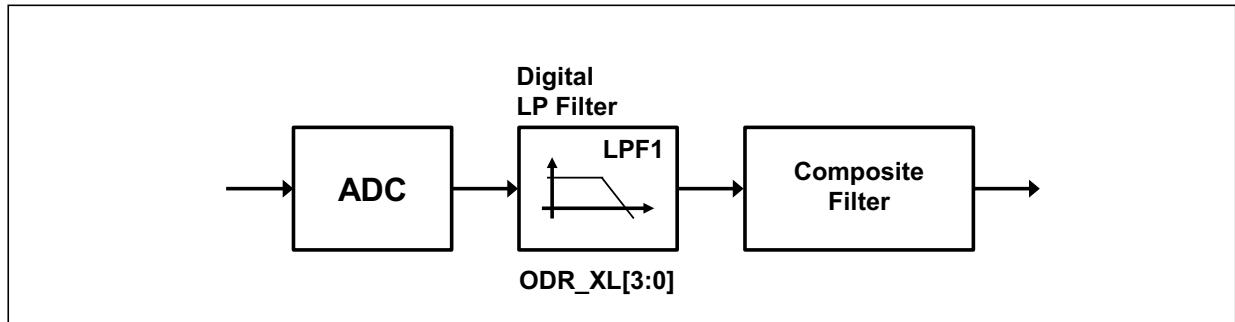 Digital
LP Filter
LPF1
ADC
Composite
Filter
ODR_XL[3:0]